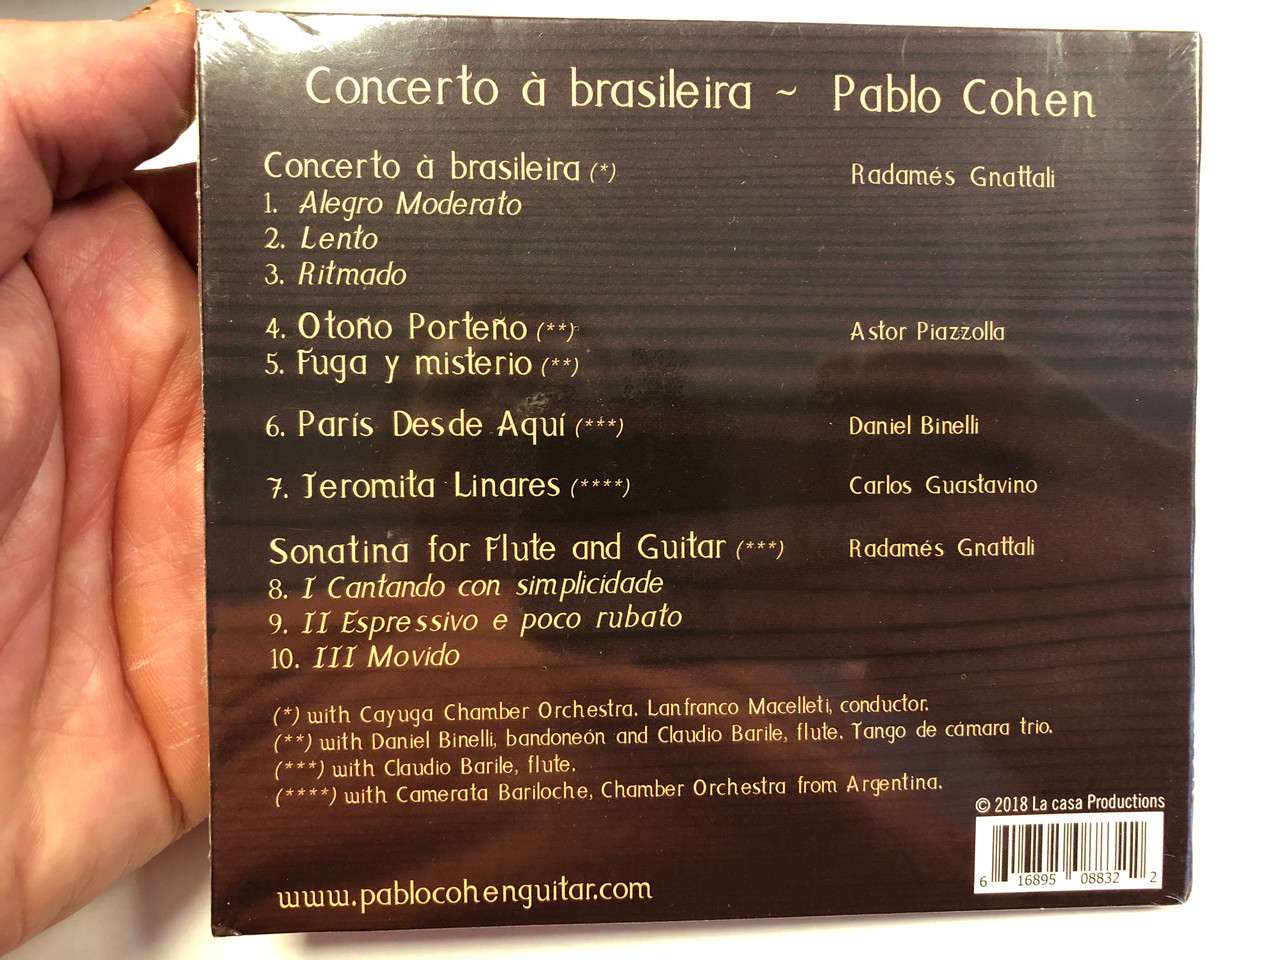 Concerto à brasileira ~ Pablo Cohen
Concerto à brasileira (*) Radamés Gnattali
1. Alegro Moderato
2. Lento
3. Ritmado
4. Otoño Porteño (**) Astor Piazzolla
5. Fuga y misterio (**)
6. París Desde Aquí (***) Daniel Binelli
7. Jeromita Linares (****) Carlos Guastavino
Sonatina for Flute and Guitar (***) Radamés Gnattali
8. I Cantando con simplicidade
9. II Espressivo e poco rubato
10. III Movido
(*) with Cayuga Chamber Orchestra. Lanfranco Macelleti, conductor.
(**) with Daniel Binelli, bandoneón and Claudio Barile, flute. Tango de cámara trio.
(***) with Claudio Barile, flute.
(****) with Camerata Bariloche, Chamber Orchestra from Argentina.
© 2018 La casa Productions
6 16895 08832 2
www.pablocohenguitar.com